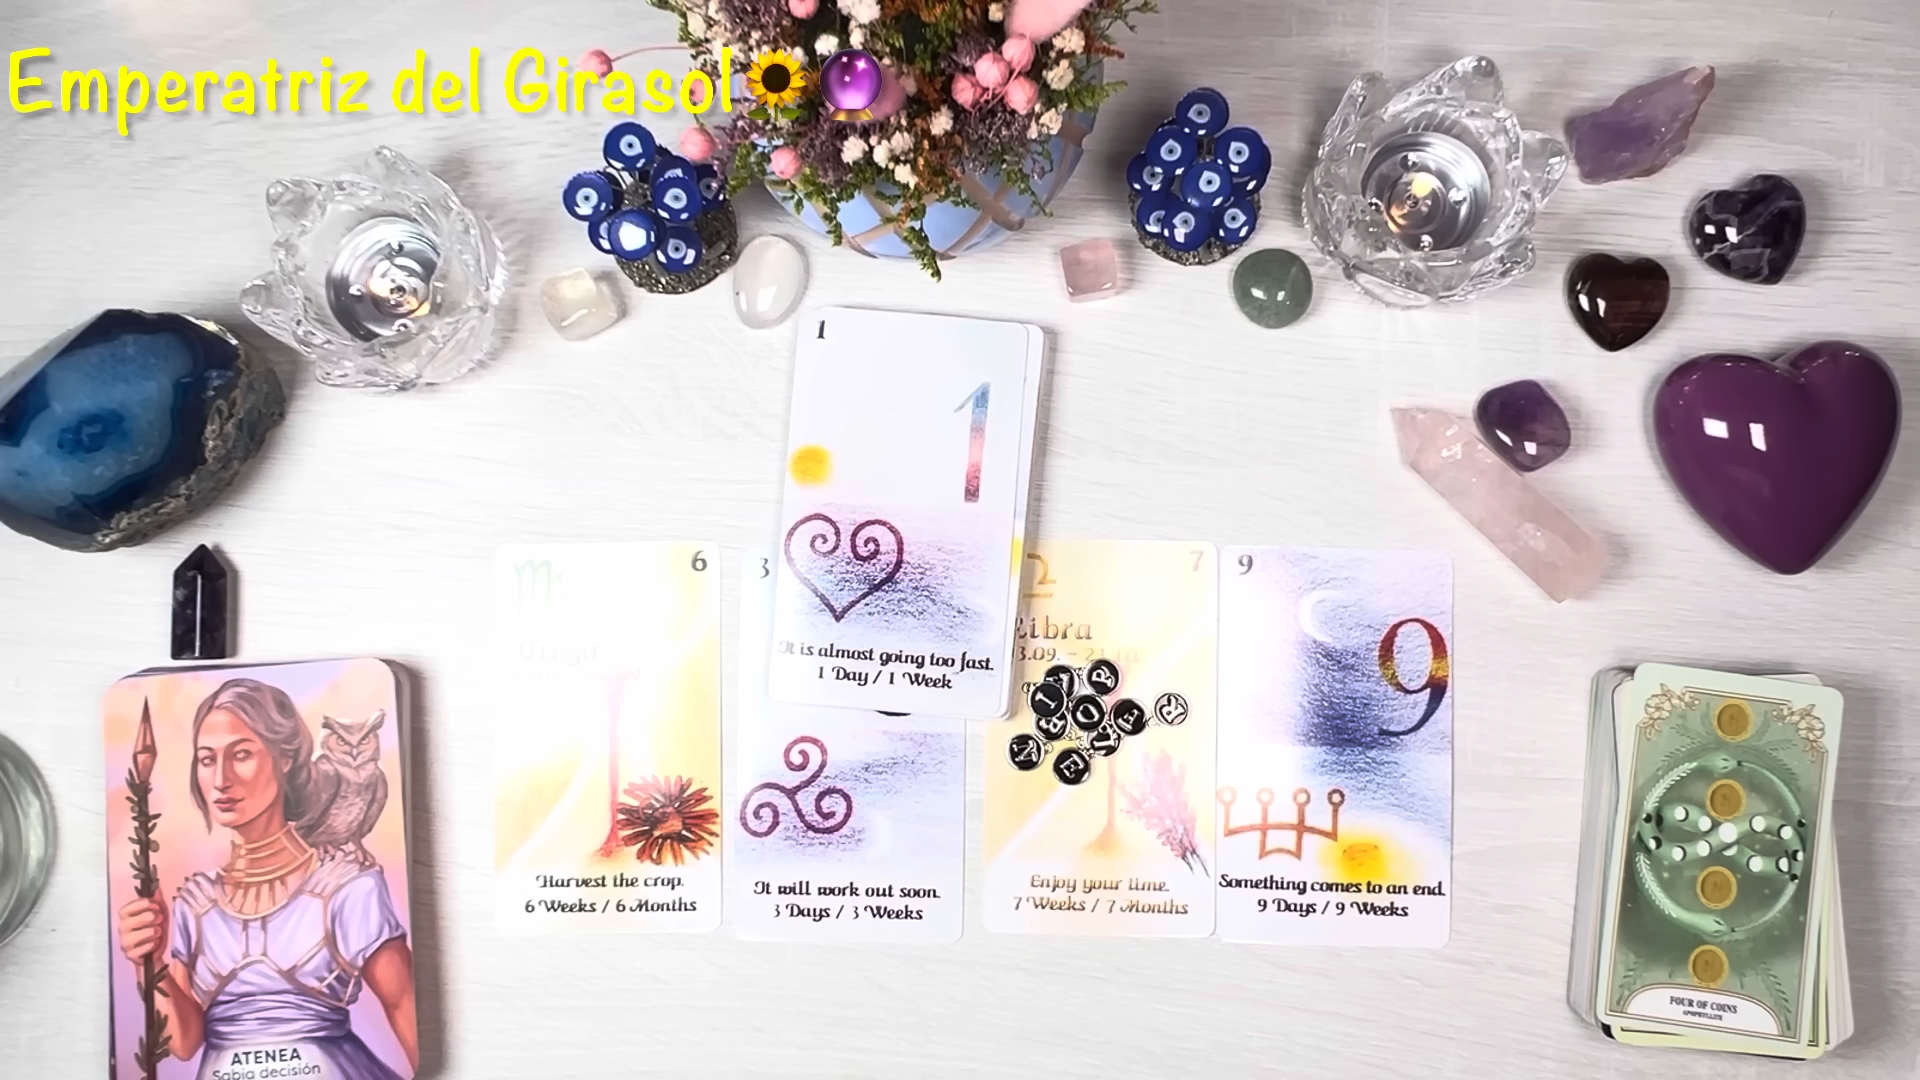 Emperatriz del Girasol🌻🔮
1
1
It is almost going too fast.
1 Day / 1 Week
6
Harvest the crop.
6 Weeks / 6 Months
3
It will work out soon.
3 Days / 3 Weeks
7
Libra
Enjoy your time.
7 Weeks / 7 Months
9
9
Something comes to an end.
9 Days / 9 Weeks
R
O
E
R
N
E
ATENEA
Sabia decisión
FOUR OF COINS
APOPHYLLITE